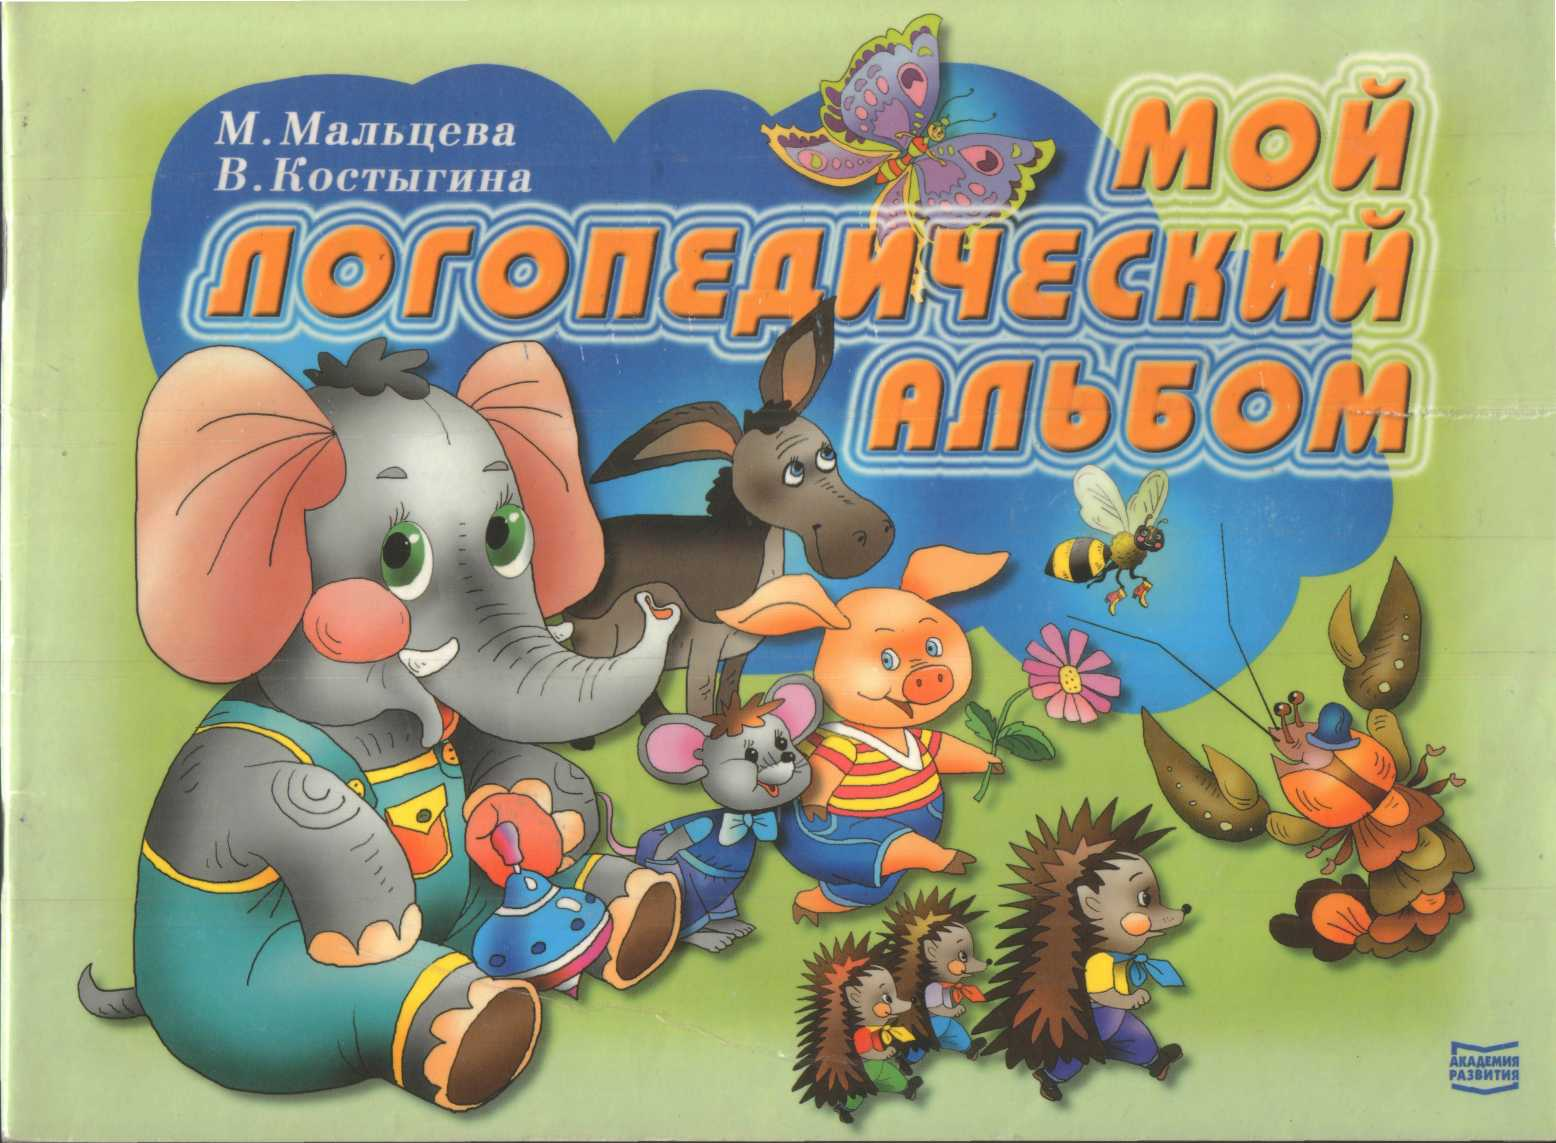 М. Мальцева
В. Костыгина
МОЙ
ЛОГОПЕДИЧЕСКИЙ
АЛЬБОМ
АКАДЕМИЯ
РАЗВИТИЯ